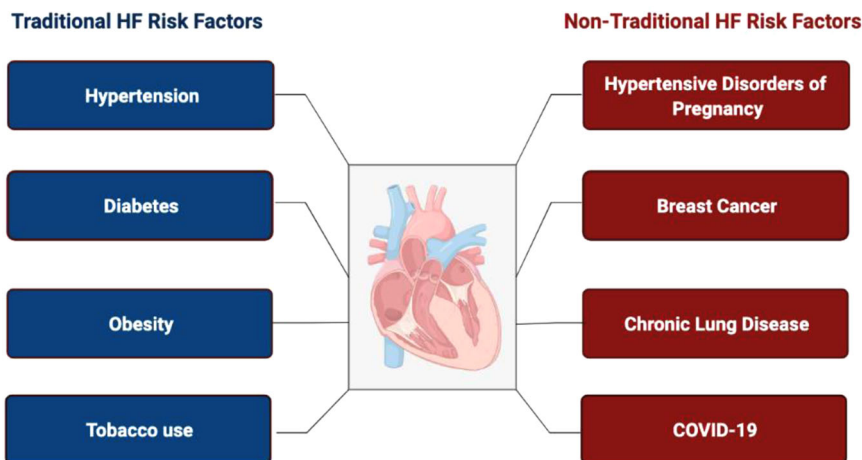 Traditional HF Risk Factors
Non-Traditional HF Risk Factors
Hypertension
Hypertensive Disorders of
Pregnancy
Diabetes
Breast Cancer
Obesity
Chronic Lung Disease
Tobacco use
COVID-19